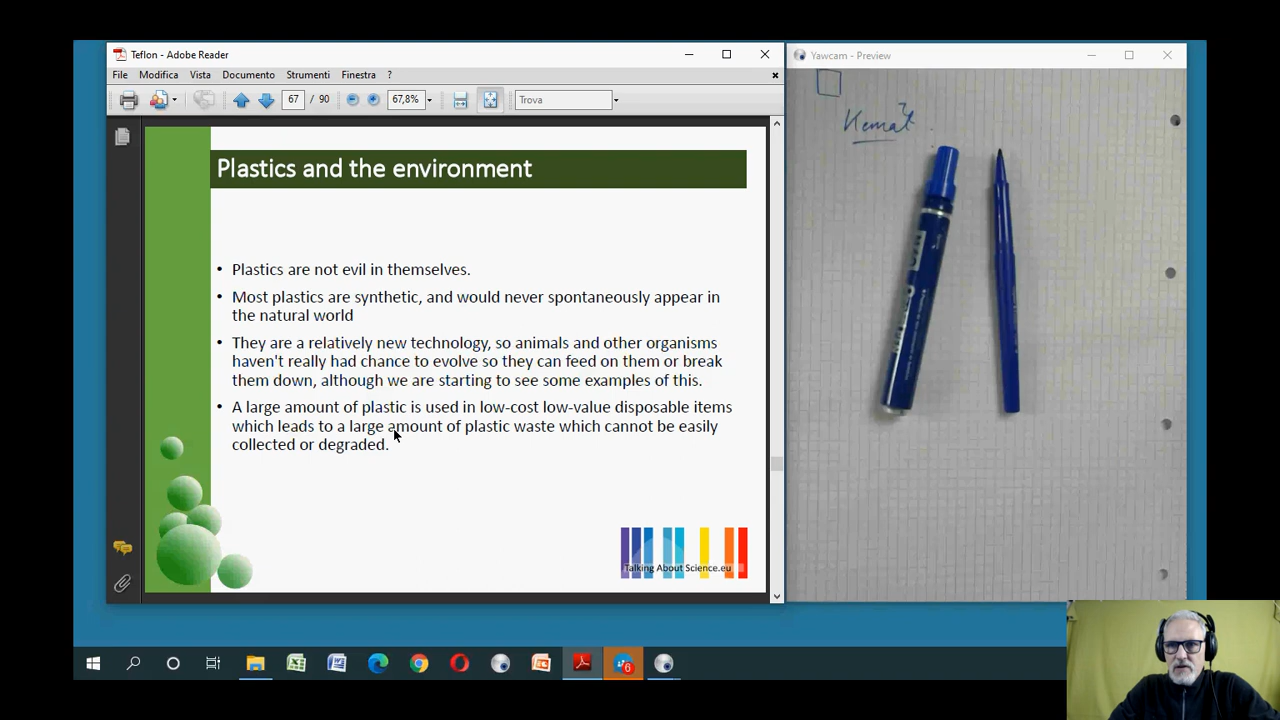 Teflon - Adobe Reader
File Modifica Vista Documento Strumenti Finestra ?
67 / 90 67,8% Trova
Plastics and the environment
• Plastics are not evil in themselves.
• Most plastics are synthetic, and would never spontaneously appear in
the natural world
• They are a relatively new technology, so animals and other organisms
haven't really had chance to evolve so they can feed on them or break
them down, although we are starting to see some examples of this.
• A large amount of plastic is used in low-cost low-value disposable items
which leads to a large amount of plastic waste which cannot be easily
collected or degraded.
Talking About Science.eu
Yawcam - Preview
6